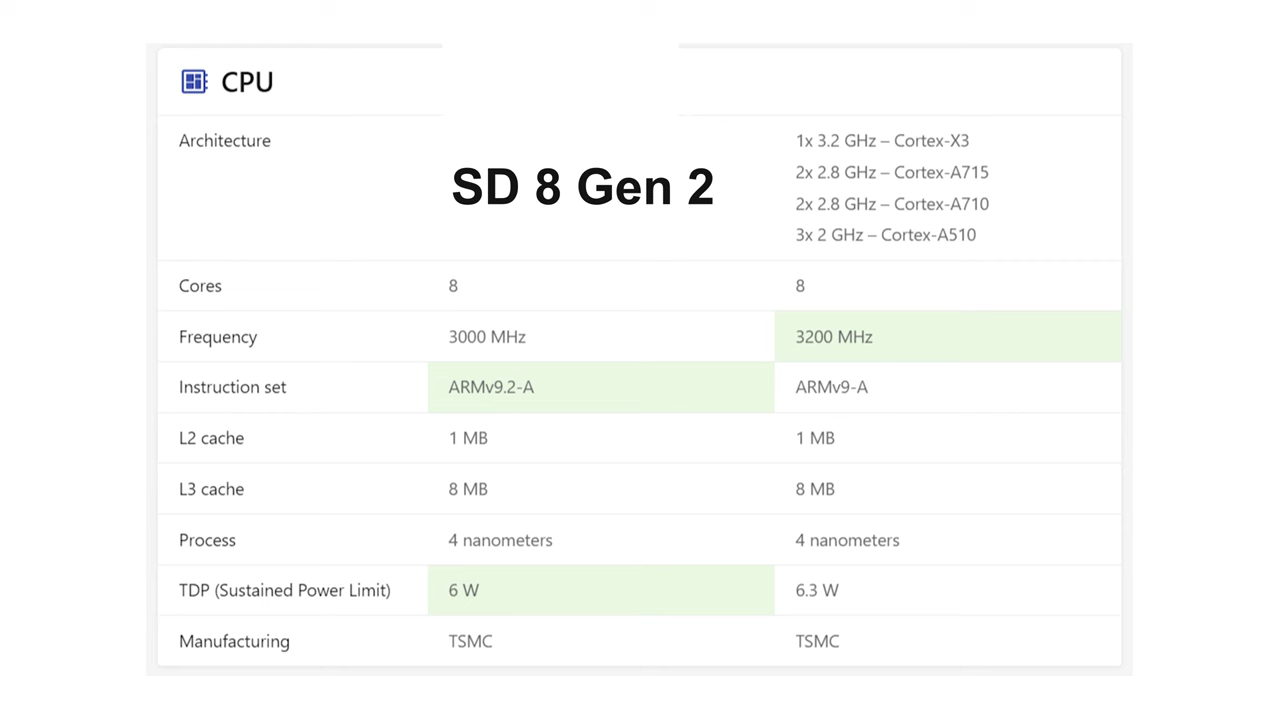 CPU
Architecture
SD 8 Gen 2
1x 3.2 GHz – Cortex-X3
2x 2.8 GHz – Cortex-A715
2x 2.8 GHz – Cortex-A710
3x 2 GHz – Cortex-A510
Cores 8 8
Frequency 3000 MHz 3200 MHz
Instruction set ARMv9.2-A ARMv9-A
L2 cache 1 MB 1 MB
L3 cache 8 MB 8 MB
Process 4 nanometers 4 nanometers
TDP (Sustained Power Limit) 6 W 6.3 W
Manufacturing TSMC TSMC